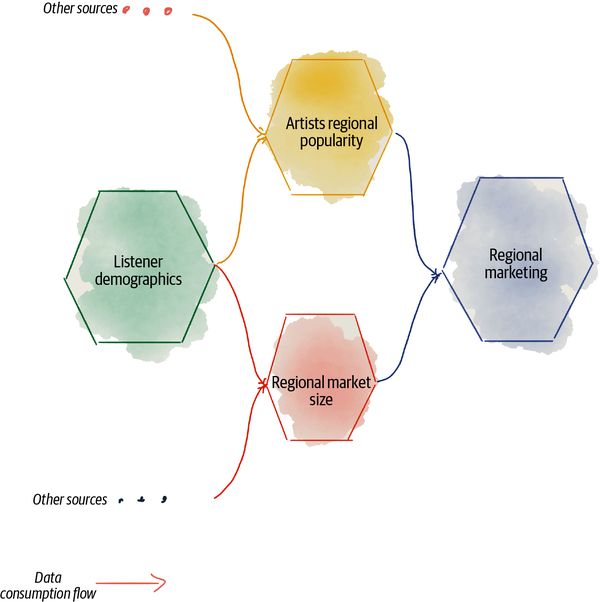 Other sources
Artists regional
popularity
Listener
demographics
Regional
marketing
Regional market
size
Other sources
Data
consumption flow